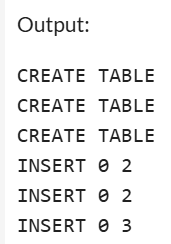 Output:
CREATE TABLE
CREATE TABLE
CREATE TABLE
INSERT 0 2
INSERT 0 2
INSERT 0 3